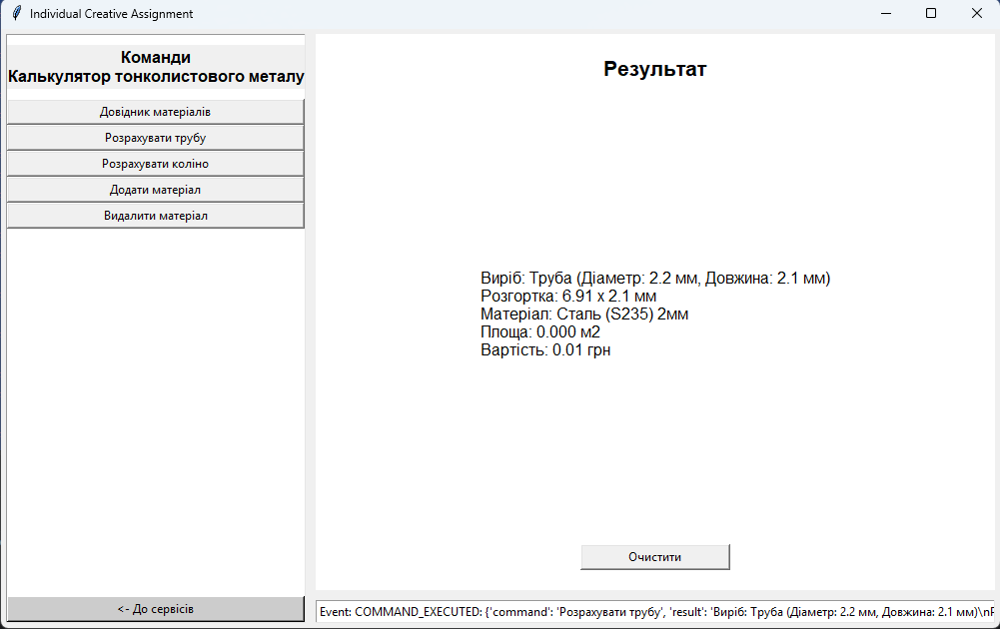 Individual Creative Assignment
Команди
Калькулятор тонколистового металу
Довідник матеріалів
Розрахувати трубу
Розрахувати коліно
Додати матеріал
Видалити матеріал
<- До сервісів
Результат
Виріб: Труба (Діаметр: 2.2 мм, Довжина: 2.1 мм)
Розгортка: 6.91 x 2.1 мм
Матеріал: Сталь (S235) 2мм
Площа: 0.000 м2
Вартість: 0.01 грн
Очистити
Event: COMMAND_EXECUTED: {'command': 'Розрахувати трубу', 'result': 'Виріб: Труба (Діаметр: 2.2 мм, Довжина: 2.1 мм)\nР